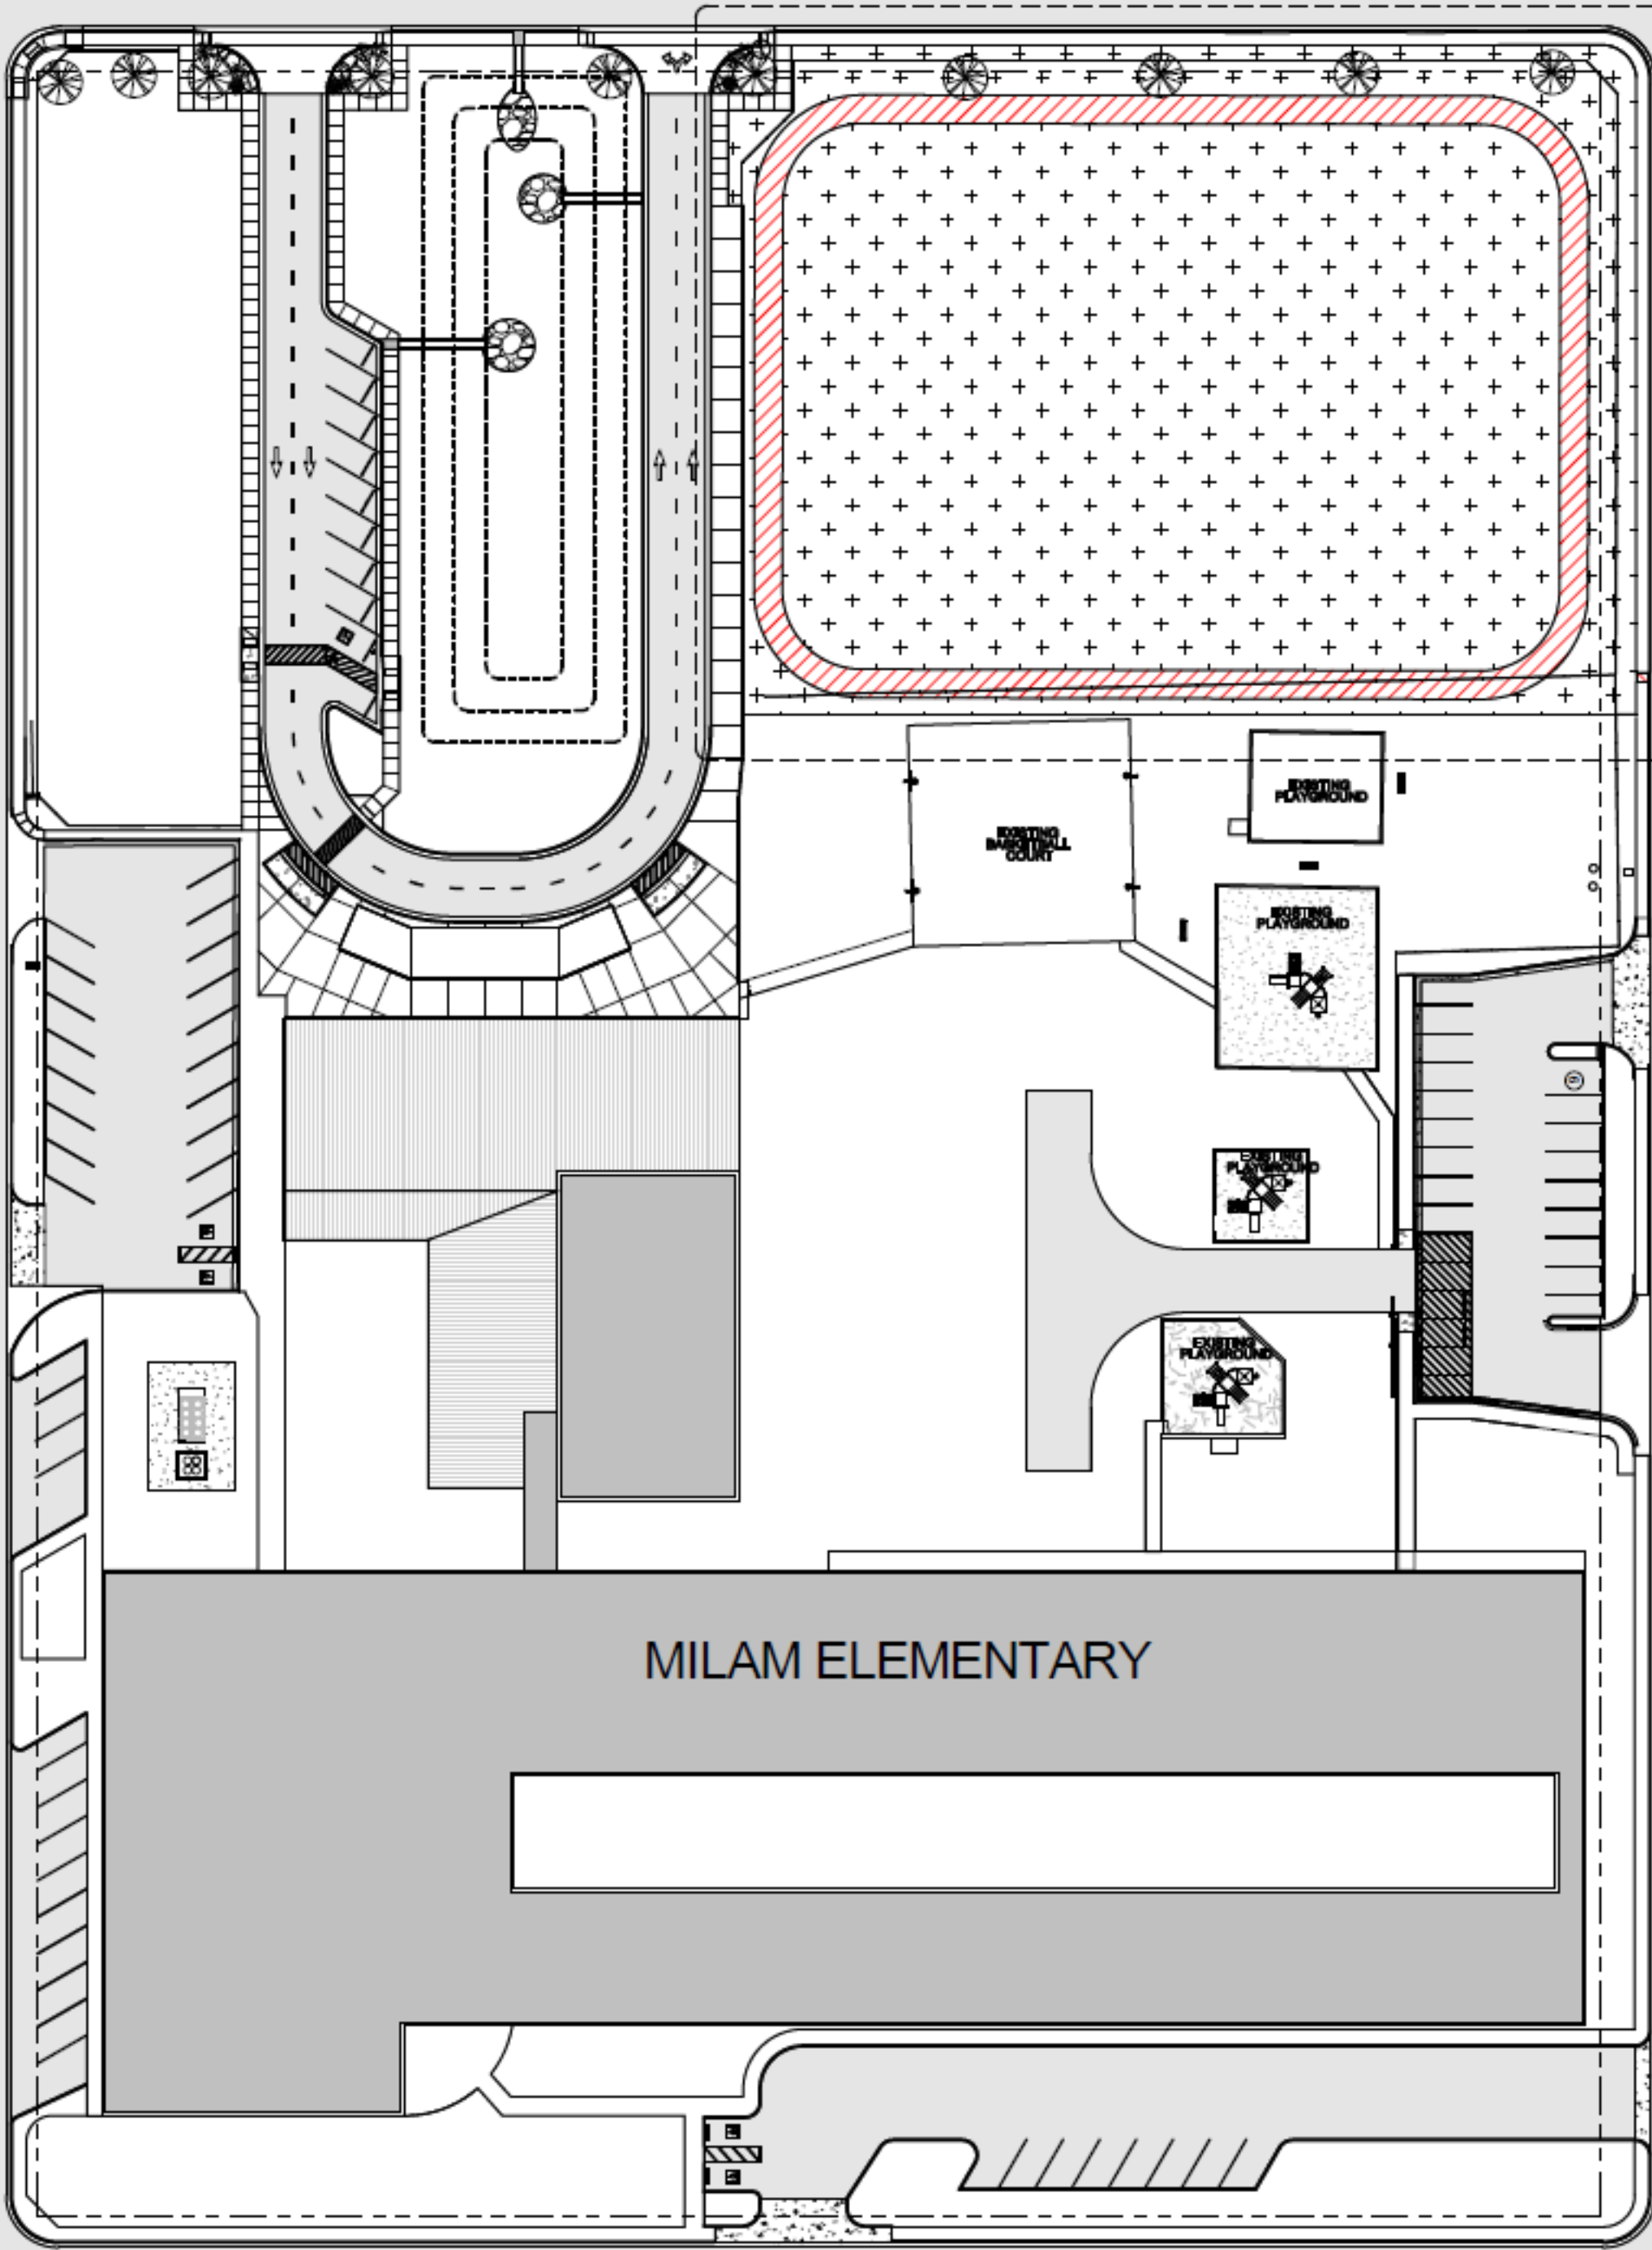 EXISTING
PLAYGROUND
EXISTING
BASKETBALL
COURT
EXISTING
PLAYGROUND
EXISTING
PLAYGROUND
EXISTING
PLAYGROUND
MILAM ELEMENTARY